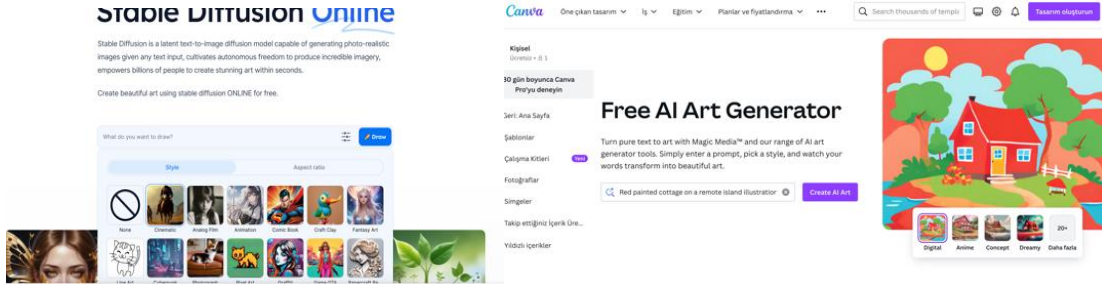 Stable Diffusion Online
Stable Diffusion is a latent text-to-image diffusion model capable of generating photo-realistic
images given any text input, cultivates autonomous freedom to produce incredible imagery,
empowers billions of people to create stunning art within seconds.
Create beautiful art using stable diffusion ONLINE for free.
What do you want to draw?
Draw
Style
Aspect ratio
None
Cinematic
Analog Film
Animation
Comic Book
Craft Clay
Fantasy Art
Line Art
Cyberpunk
Photograph
Pixel Art
Graffiti
Game GTA
Canva
Öne çıkan tasarım
İş
Eğitim
Planlar ve fiyatlandırma
Search thousands of templ
Tasarım oluşturun
Kişisel
Ücretsiz • 1
30 gün boyunca Canva
Pro'yu deneyin
Geri: Ana Sayfa
Şablonlar
Çalışma Kitleri
Yeni
Fotoğraflar
Simgeler
Takip ettiğiniz İçerik Üre...
Yıldızlı içerikler
Free AI Art Generator
Turn pure text to art with Magic Media™ and our range of AI art
generator tools. Simply enter a prompt, pick a style, and watch your
words transform into beautiful art.
Red painted cottage on a remote island illustration
Create AI Art
Digital
Anime
Concept
Dreamy
20+
Daha fazla